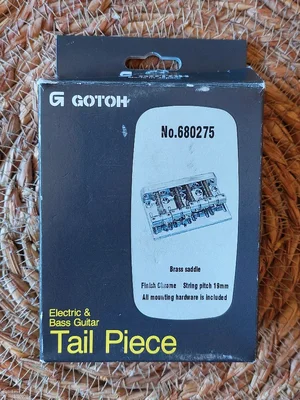 GOTOH
GOTOH
No.680275
Brass saddle
Finish Chrome String pitch 19mm
All mounting hardware is included
Electric &
Bass Guitar
Tail Piece